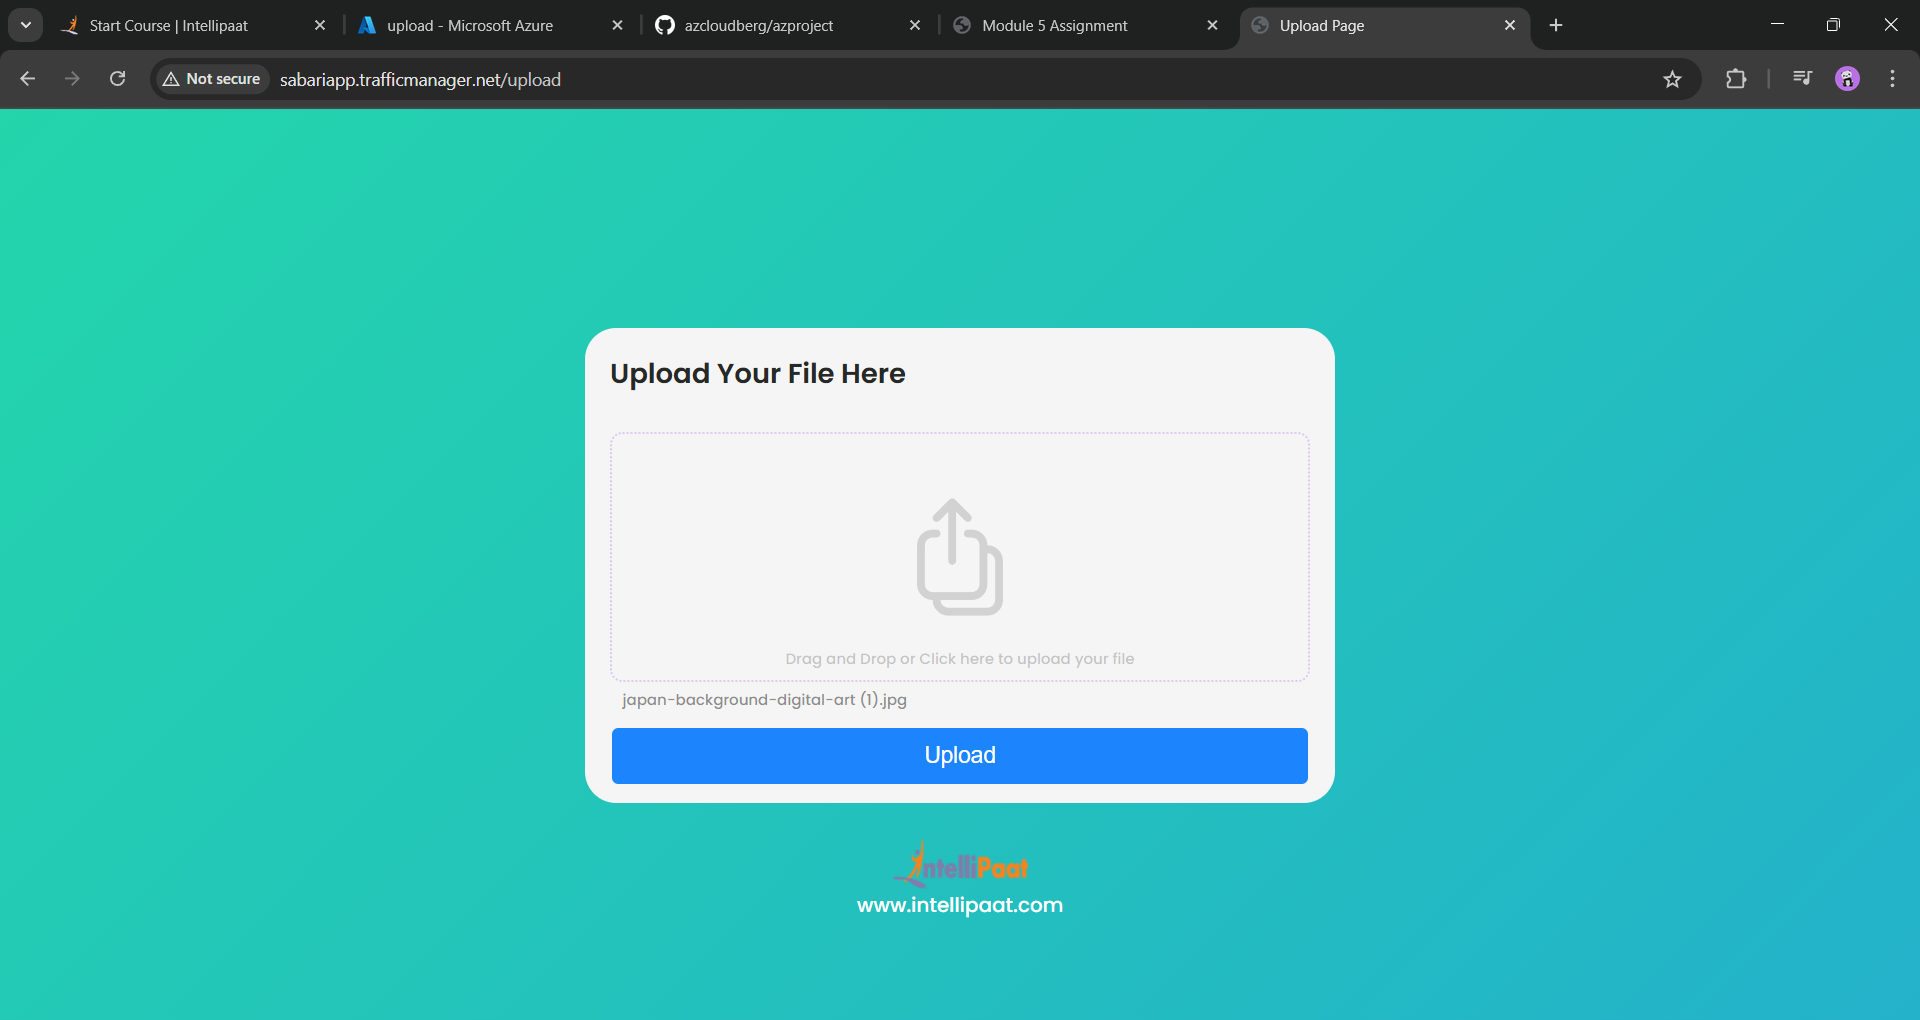 Start Course | Intellipaat
upload - Microsoft Azure
azcloudberg/azproject
Module 5 Assignment
Upload Page
Not secure
sabariapp.trafficmanager.net/upload
Upload Your File Here
Drag and Drop or Click here to upload your file
japan-background-digital-art (1).jpg
Upload
IntelliPaat
www.intellipaat.com